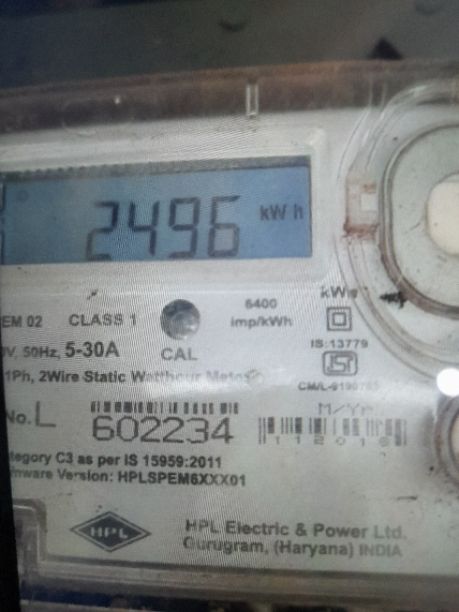 2496 kWh
EM 02 CLASS 1 6400 imp/kWh
V, 50Hz, 5-30A CAL
IS:13779
1Ph, 2Wire Static Watthour Meter
CM/L-
No. L 602234
M/Yr
112018
tegory C3 as per IS 15959:2011
mware Version: HPLSPEM6XXX01
HPL
HPL Electric & Power Ltd.
Gurugram, (Haryana) INDIA